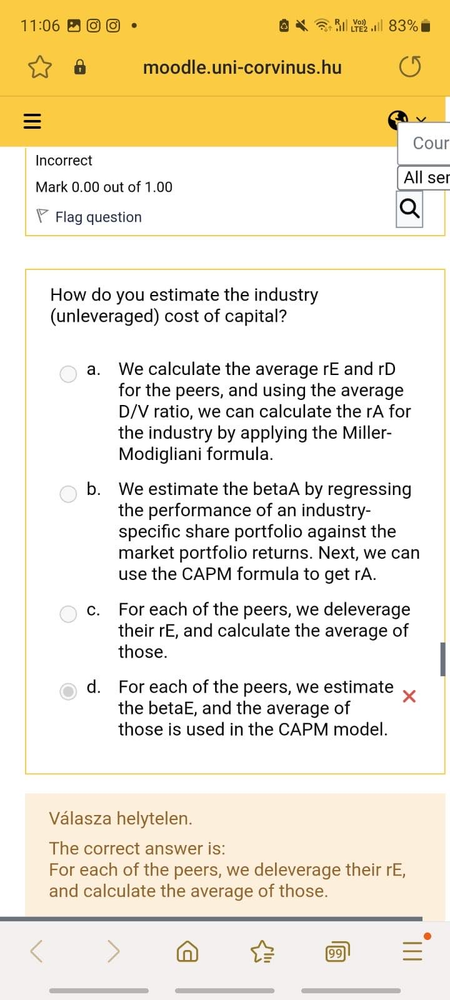 11:06
Vo)) R LTE2 83%
moodle.uni-corvinus.hu
Cour
All ser
Incorrect
Mark 0.00 out of 1.00
Flag question
How do you estimate the industry
(unleveraged) cost of capital?
a. We calculate the average rE and rD
for the peers, and using the average
D/V ratio, we can calculate the rA for
the industry by applying the Miller-
Modigliani formula.
b. We estimate the betaA by regressing
the performance of an industry-
specific share portfolio against the
market portfolio returns. Next, we can
use the CAPM formula to get rA.
c. For each of the peers, we deleverage
their rE, and calculate the average of
those.
d. For each of the peers, we estimate
the betaE, and the average of
those is used in the CAPM model.
Válasza helytelen.
The correct answer is:
For each of the peers, we deleverage their rE,
and calculate the average of those.
99